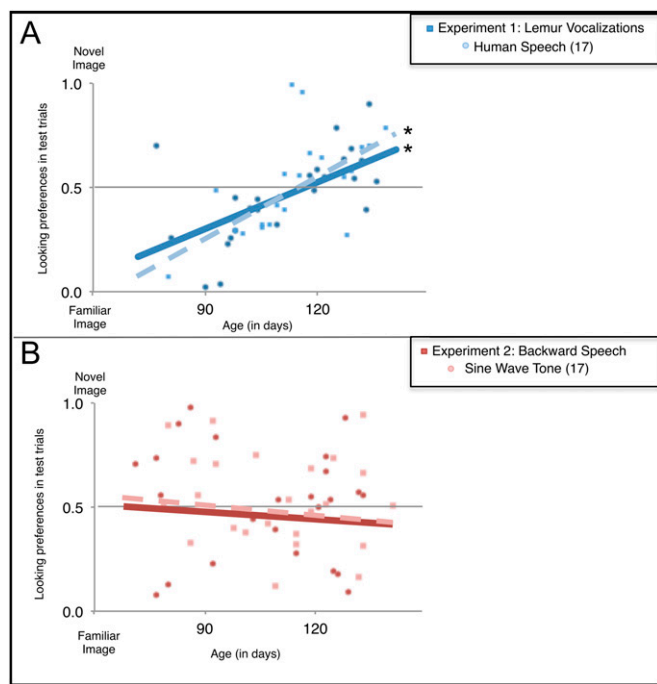 A
Experiment 1: Lemur Vocalizations
Human Speech (17)
Novel
Image
1.0
*
*
Looking preferences in test trials
0.5
0.0
Familiar
Image
90
120
Age (in days)
B
Experiment 2: Backward Speech
Sine Wave Tone (17)
Novel
Image
1.0
Looking preferences in test trials
0.5
0.0
90
120
Familiar
Image
Age (in days)